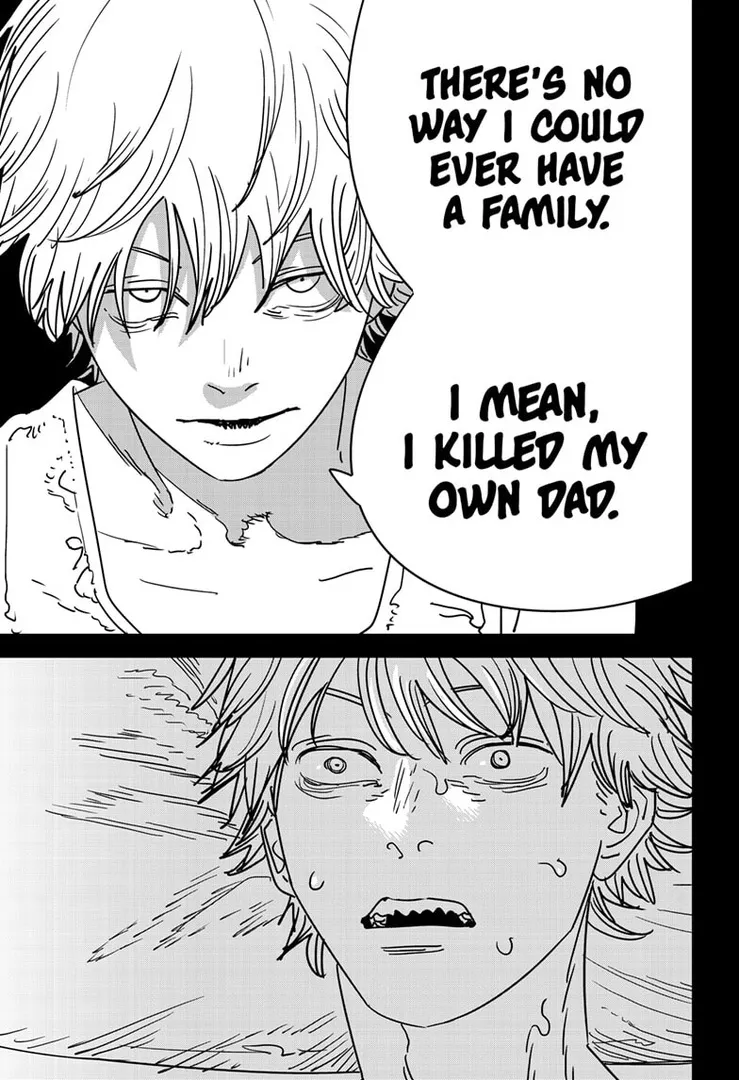 THERE'S NO
WAY I COULD
EVER HAVE
A FAMILY.
I MEAN,
I KILLED MY
OWN DAD.